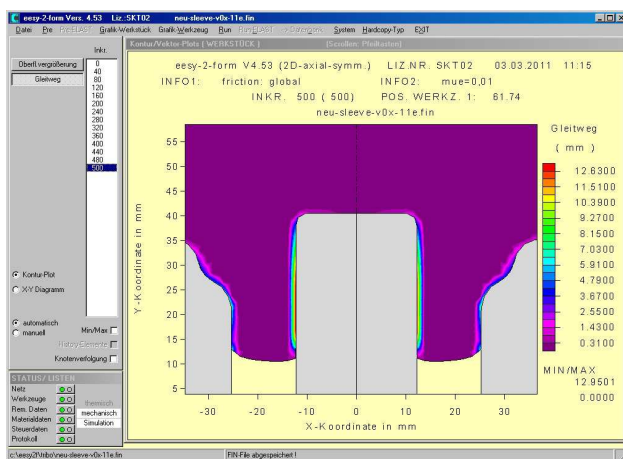 eesy-2-form Vers. 4.53 Liz.:SKT02 neu-sleeve-v0x-11e.fin
Datei Pre Pre-ELAST Grafik-Werkstück Grafik-Werkzeug Run System Hardcopy-Typ EXIT
Inkr.
Oberfl.vergrößerung
Gleitweg
0
40
80
120
160
200
240
280
320
360
400
440
480
500
Kontur-Plot
X-Y Diagramm
automatisch
manuell
Min/Max
History-Elemente
Knotenverfolgung
STATUS / LISTEN
Netz
Werkzeuge
Rem. Daten
Materialdaten
Steuerdaten
Protokoll
thermisch
mechanisch
Simulation
Kontur/Vektor-Plots ( WERKSTÜCK ) (Scrollen: Pfeiltasten)
eesy-2-form V4.53 (2D-axial-symm.) LIZ.NR. SKT02 03.03.2011 11:15
INFO1: friction: global INFO2: mue=0,01
INKR. 500 ( 500) POS. WERKZ. 1: 61.74
neu-sleeve-v0x-11e.fin
Y-Koordinate in mm
55
50
45
40
35
30
25
20
15
10
5
-30 -20 -10 0 10 20 30
X-Koordinate in mm
Gleitweg
( mm )
12.6300
11.5100
10.3900
9.2700
8.1500
7.0300
5.9100
4.7900
3.6700
2.5500
1.4300
0.3100
MIN/MAX
12.9501
0.0000
c:\eesy2f\tribo\neu-sleeve-v0x-11e.fin FIN-File abgespeichert !